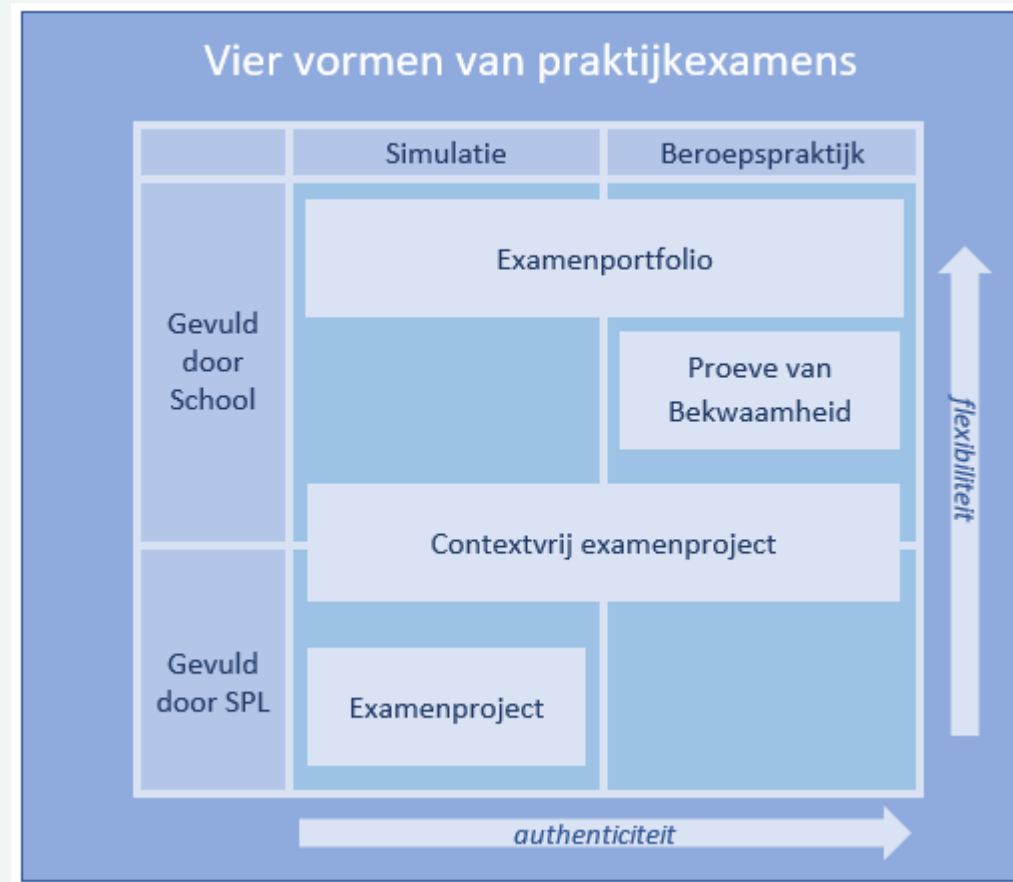 Vier vormen van praktijkexamens
Simulatie
Beroepspraktijk
Gevuld
door
School
Examenportfolio
Proeve van
Bekwaamheid
flexibiliteit
Contextvrij examenproject
Gevuld
door SPL
Examenproject
authenticiteit